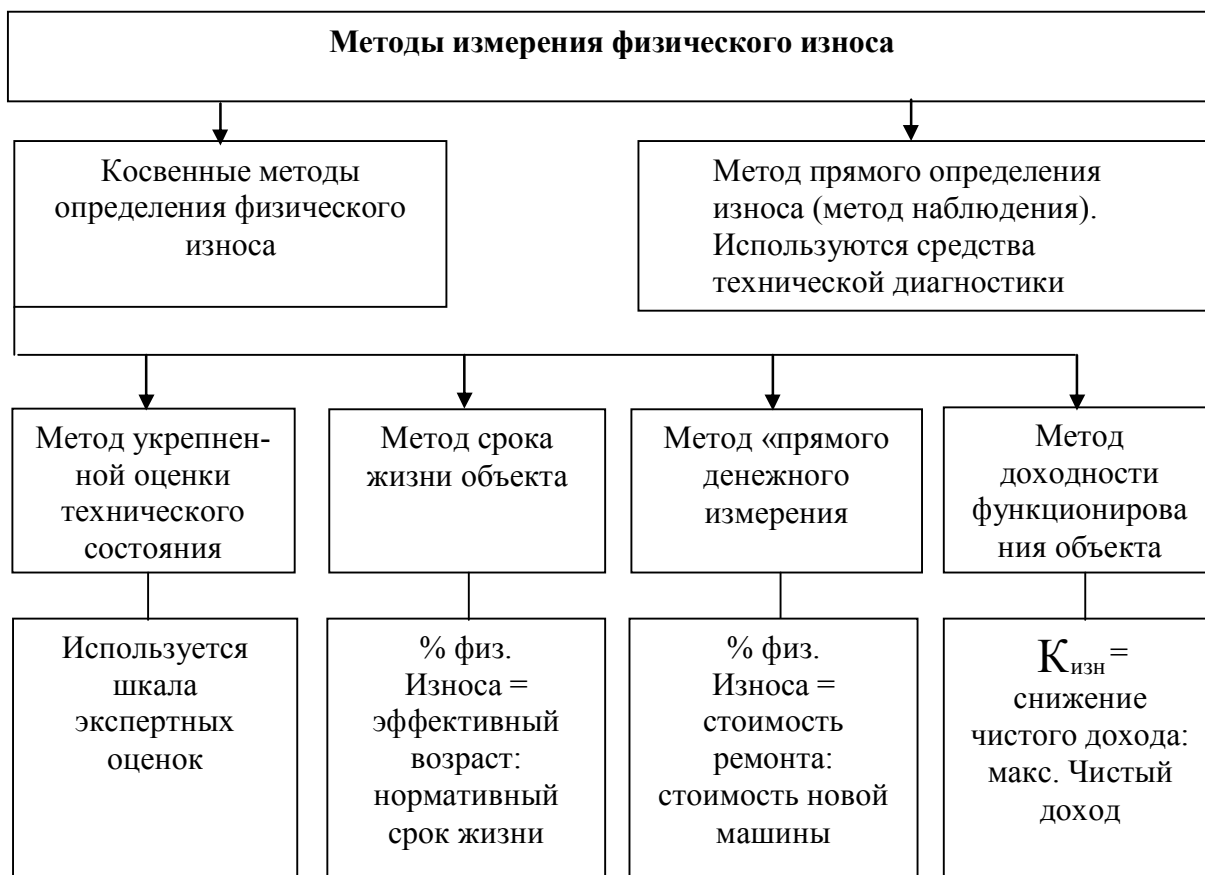 Методы измерения физического износа
Косвенные методы
определения физического
износа
Метод прямого определения
износа (метод наблюдения).
Используются средства
технической диагностики
Метод укрепнен-
ной оценки
технического
состояния
Метод срока
жизни объекта
Метод «прямого
денежного
измерения
Метод
доходности
функционирова
ния объекта
Используется
шкала
экспертных
оценок
% физ.
Износа =
эффективный
возраст:
нормативный
срок жизни
% физ.
Износа =
стоимость
ремонта:
стоимость новой
машины
Kизн =
снижение
чистого дохода:
макс. Чистый
доход